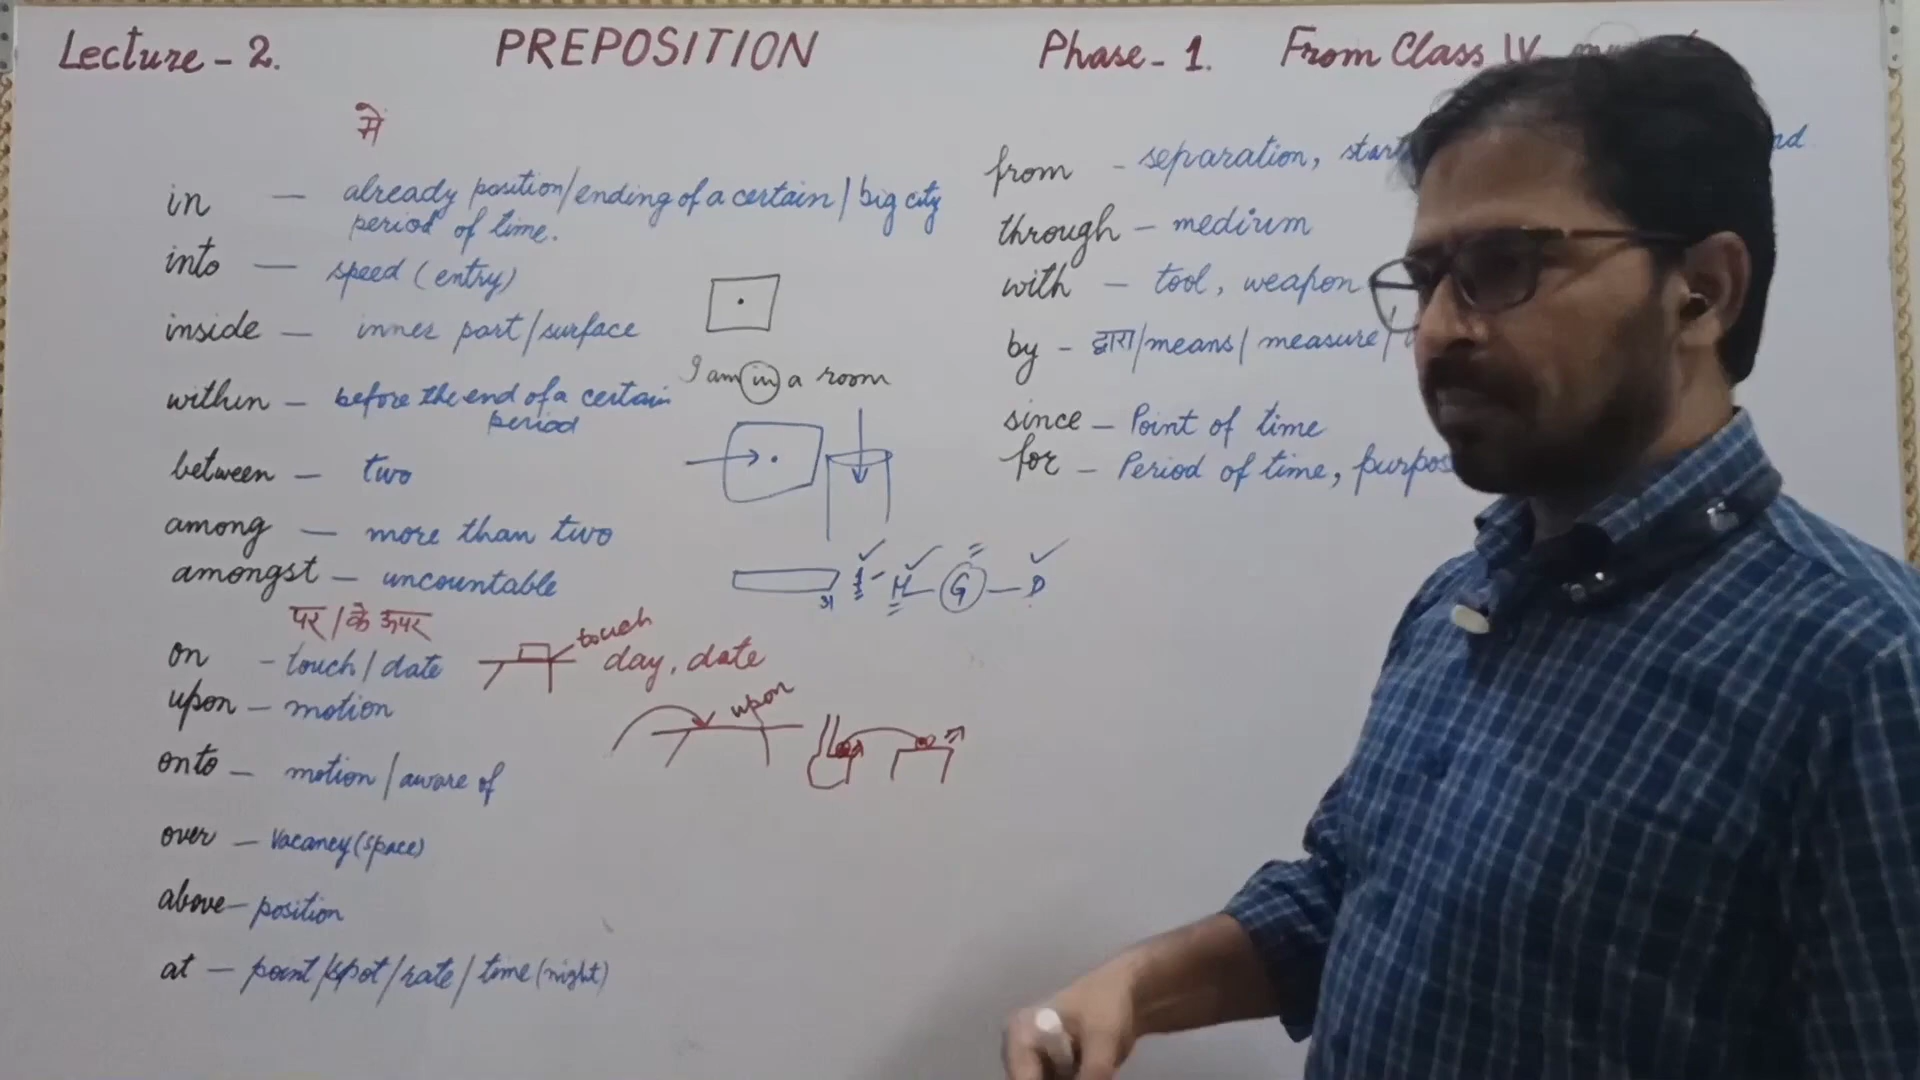 Lecture - 2. PREPOSITION Phase - 1. From Class IV
में
in — already position/ending of a certain / big city
period of time.
into — speed (entry)
inside — inner part/surface
I am in a room
within — before the end of a certain
period
between — two
among — more than two
amongst — uncountable
H — G — D
पर / के ऊपर
on - touch / date
touch
day, date
upon — motion
upon
onto — motion / aware of
over — vacancy (space)
above — position
at — point/spot/rate/time (night)
from - separation,
through — medium
with — tool, weapon
by - द्वारा/means/ measure/
since — Point of time
for — Period of time,